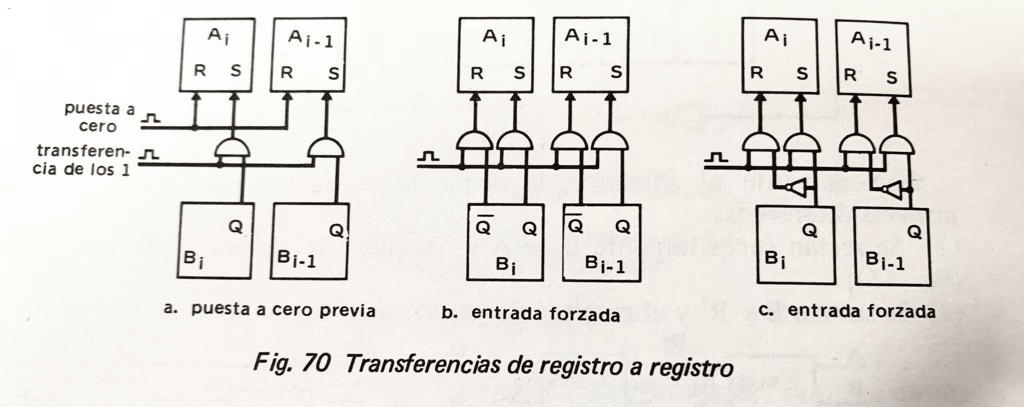 Ai Ai-1 Ai Ai-1 Ai Ai-1
R S R S R S R S R S R S
puesta a
cero
transferen-
cia de los 1
Q Q Q̅ Q Q̅ Q Q Q
Bi Bi-1 Bi Bi-1 Bi Bi-1
a. puesta a cero previa b. entrada forzada c. entrada forzada
Fig. 70 Transferencias de registro a registro